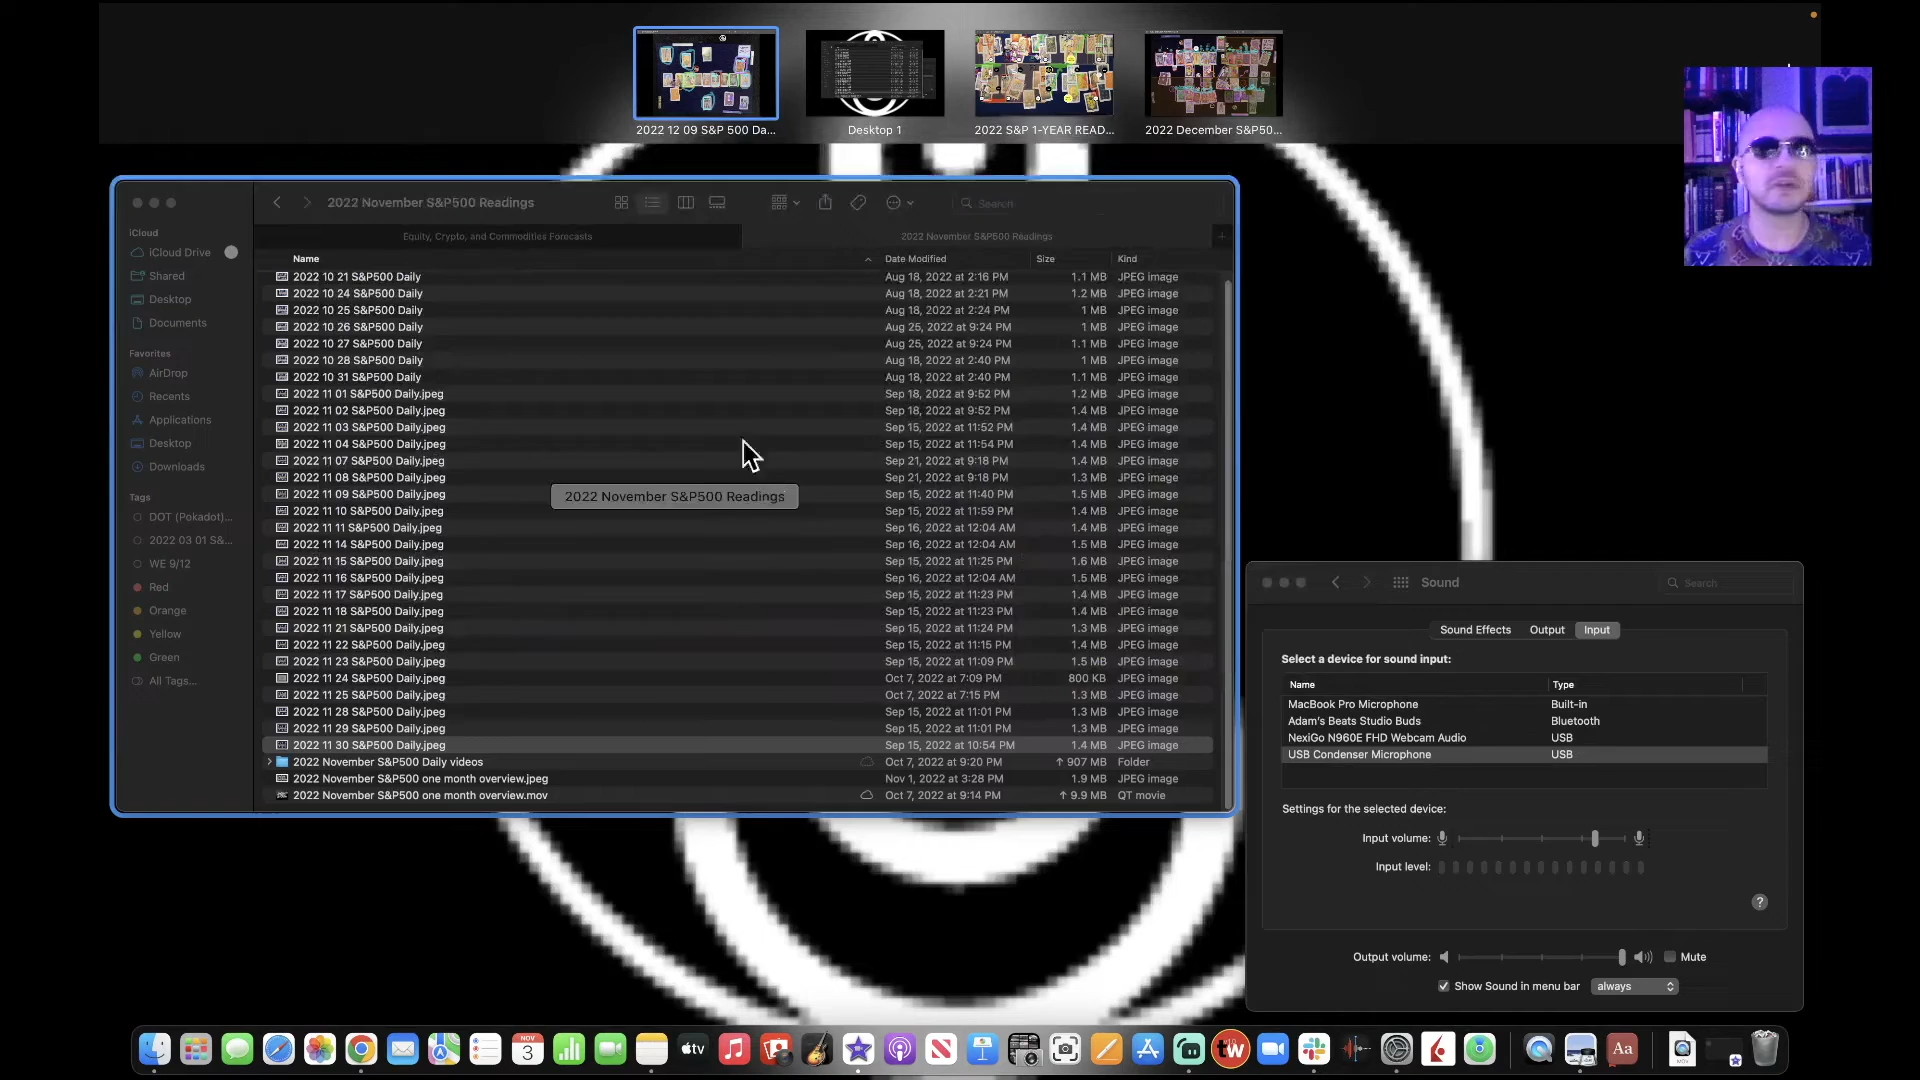 2022 12 09 S&P 500 Da...
Desktop 1
2022 S&P 1-YEAR READ...
2022 December S&P50...
2022 November S&P500 Readings
Search
Equity, Crypto, and Commodities Forecasts
2022 November S&P500 Readings
iCloud
iCloud Drive
Shared
Desktop
Documents
Favorites
AirDrop
Recents
Applications
Desktop
Downloads
Tags
DOT (Pokadot)...
2022 03 01 S&...
WE 9/12
Red
Orange
Yellow
Green
All Tags...
Name Date Modified Size Kind
2022 10 21 S&P500 Daily Aug 18, 2022 at 2:16 PM 1.1 MB JPEG image
2022 10 24 S&P500 Daily Aug 18, 2022 at 2:21 PM 1.2 MB JPEG image
2022 10 25 S&P500 Daily Aug 18, 2022 at 2:24 PM 1 MB JPEG image
2022 10 26 S&P500 Daily Aug 25, 2022 at 9:24 PM 1 MB JPEG image
2022 10 27 S&P500 Daily Aug 25, 2022 at 9:24 PM 1.1 MB JPEG image
2022 10 28 S&P500 Daily Aug 18, 2022 at 2:40 PM 1 MB JPEG image
2022 10 31 S&P500 Daily Aug 18, 2022 at 2:40 PM 1.1 MB JPEG image
2022 11 01 S&P500 Daily.jpeg Sep 18, 2022 at 9:52 PM 1.2 MB JPEG image
2022 11 02 S&P500 Daily.jpeg Sep 18, 2022 at 9:52 PM 1.4 MB JPEG image
2022 11 03 S&P500 Daily.jpeg Sep 15, 2022 at 11:52 PM 1.4 MB JPEG image
2022 11 04 S&P500 Daily.jpeg Sep 15, 2022 at 11:54 PM 1.4 MB JPEG image
2022 11 07 S&P500 Daily.jpeg Sep 21, 2022 at 9:18 PM 1.4 MB JPEG image
2022 11 08 S&P500 Daily.jpeg Sep 21, 2022 at 9:18 PM 1.3 MB JPEG image
2022 11 09 S&P500 Daily.jpeg Sep 15, 2022 at 11:40 PM 1.5 MB JPEG image
2022 November S&P500 Readings
2022 11 10 S&P500 Daily.jpeg Sep 15, 2022 at 11:59 PM 1.4 MB JPEG image
2022 11 11 S&P500 Daily.jpeg Sep 16, 2022 at 12:04 AM 1.4 MB JPEG image
2022 11 14 S&P500 Daily.jpeg Sep 16, 2022 at 12:04 AM 1.5 MB JPEG image
2022 11 15 S&P500 Daily.jpeg Sep 15, 2022 at 11:25 PM 1.6 MB JPEG image
2022 11 16 S&P500 Daily.jpeg Sep 16, 2022 at 12:04 AM 1.5 MB JPEG image
2022 11 17 S&P500 Daily.jpeg Sep 15, 2022 at 11:23 PM 1.4 MB JPEG image
2022 11 18 S&P500 Daily.jpeg Sep 15, 2022 at 11:23 PM 1.4 MB JPEG image
2022 11 21 S&P500 Daily.jpeg Sep 15, 2022 at 11:24 PM 1.3 MB JPEG image
2022 11 22 S&P500 Daily.jpeg Sep 15, 2022 at 11:15 PM 1.4 MB JPEG image
2022 11 23 S&P500 Daily.jpeg Sep 15, 2022 at 11:09 PM 1.5 MB JPEG image
2022 11 24 S&P500 Daily.jpeg Oct 7, 2022 at 7:09 PM 800 KB JPEG image
2022 11 25 S&P500 Daily.jpeg Oct 7, 2022 at 7:15 PM 1.3 MB JPEG image
2022 11 28 S&P500 Daily.jpeg Sep 15, 2022 at 11:01 PM 1.3 MB JPEG image
2022 11 29 S&P500 Daily.jpeg Sep 15, 2022 at 11:01 PM 1.3 MB JPEG image
2022 11 30 S&P500 Daily.jpeg Sep 15, 2022 at 10:54 PM 1.4 MB JPEG image
2022 November S&P500 Daily videos Oct 7, 2022 at 9:20 PM 907 MB Folder
2022 November S&P500 one month overview.jpeg Nov 1, 2022 at 3:28 PM 1.9 MB JPEG image
2022 November S&P500 one month overview.mov Oct 7, 2022 at 9:14 PM 9.9 MB QT movie
Sound
Search
Sound Effects Output Input
Select a device for sound input:
Name Type
MacBook Pro Microphone Built-in
Adam's Beats Studio Buds Bluetooth
NexiGo N960E FHD Webcam Audio USB
USB Condenser Microphone USB
Settings for the selected device:
Input volume:
Input level:
?
Output volume: Mute
Show Sound in menu bar always
NOV
3
tv
tw
Aa